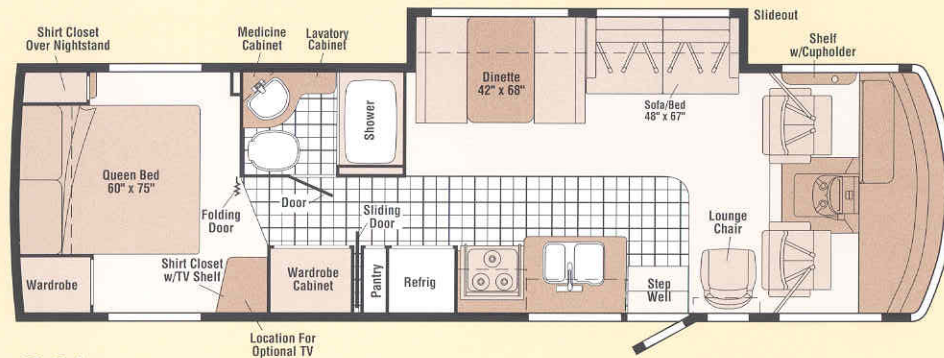 Shirt Closet
Over Nightstand
Medicine
Cabinet
Lavatory
Cabinet
Slideout
Shelf
w/Cupholder
Dinette
42" x 68"
Sofa/Bed
48" x 67"
Shower
Queen Bed
60" x 75"
Folding
Door
Door
Sliding
Door
Lounge
Chair
Shirt Closet
w/TV Shelf
Wardrobe
Wardrobe
Cabinet
Pantry
Refrig
Step
Well
Location For
Optional TV